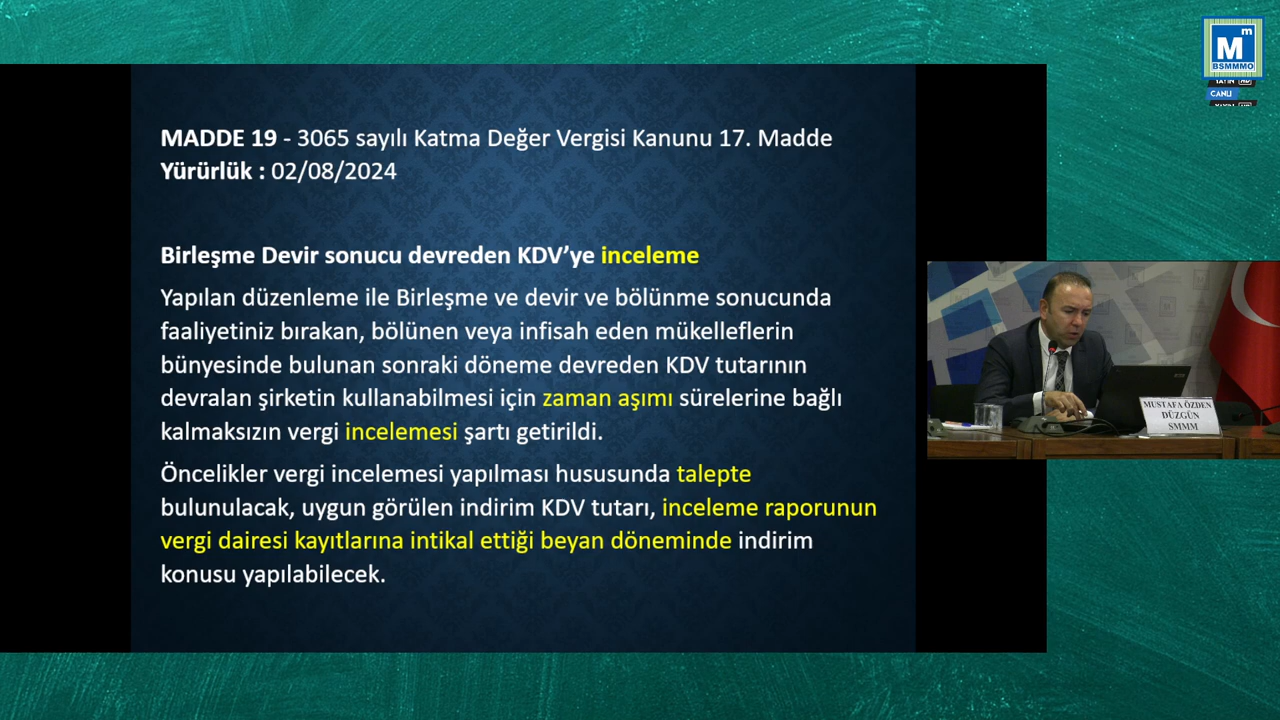 MADDE 19 - 3065 sayılı Katma Değer Vergisi Kanunu 17. Madde
Yürürlük : 02/08/2024
Birleşme Devir sonucu devreden KDV’ye inceleme
Yapılan düzenleme ile Birleşme ve devir ve bölünme sonucunda
faaliyetiniz bırakan, bölünen veya infisah eden mükelleflerin
bünyesinde bulunan sonraki döneme devreden KDV tutarının
devralan şirketin kullanabilmesi için zaman aşımı sürelerine bağlı
kalmaksızın vergi incelemesi şartı getirildi.
Öncelikler vergi incelemesi yapılması hususunda talepte
bulunulacak, uygun görülen indirim KDV tutarı, inceleme raporunun
vergi dairesi kayıtlarına intikal ettiği beyan döneminde indirim
konusu yapılabilecek.
Mm
BSMMMO
CANLI
MUSTAFA ÖZDEN
DÜZGÜN
SMMM